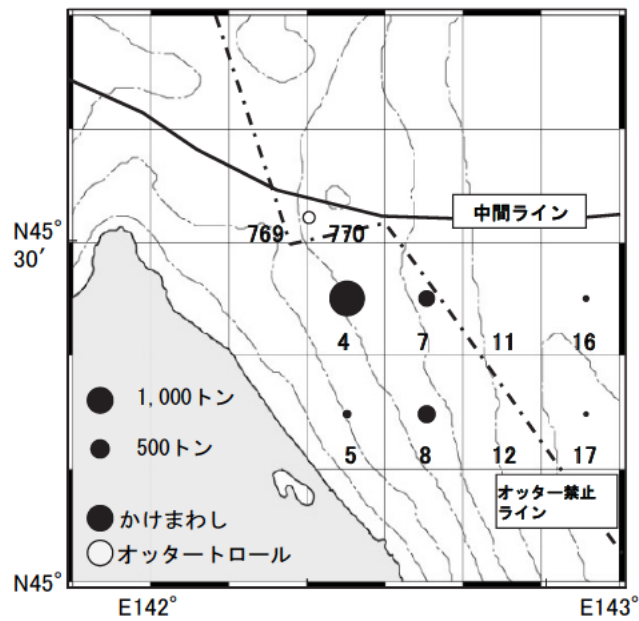 中間ライン
N45°
30′
769 770
4 7 11 16
1,000トン
500トン
5 8 12 17
オッター禁止
ライン
かけまわし
オッタートロール
N45°
E142°
E143°